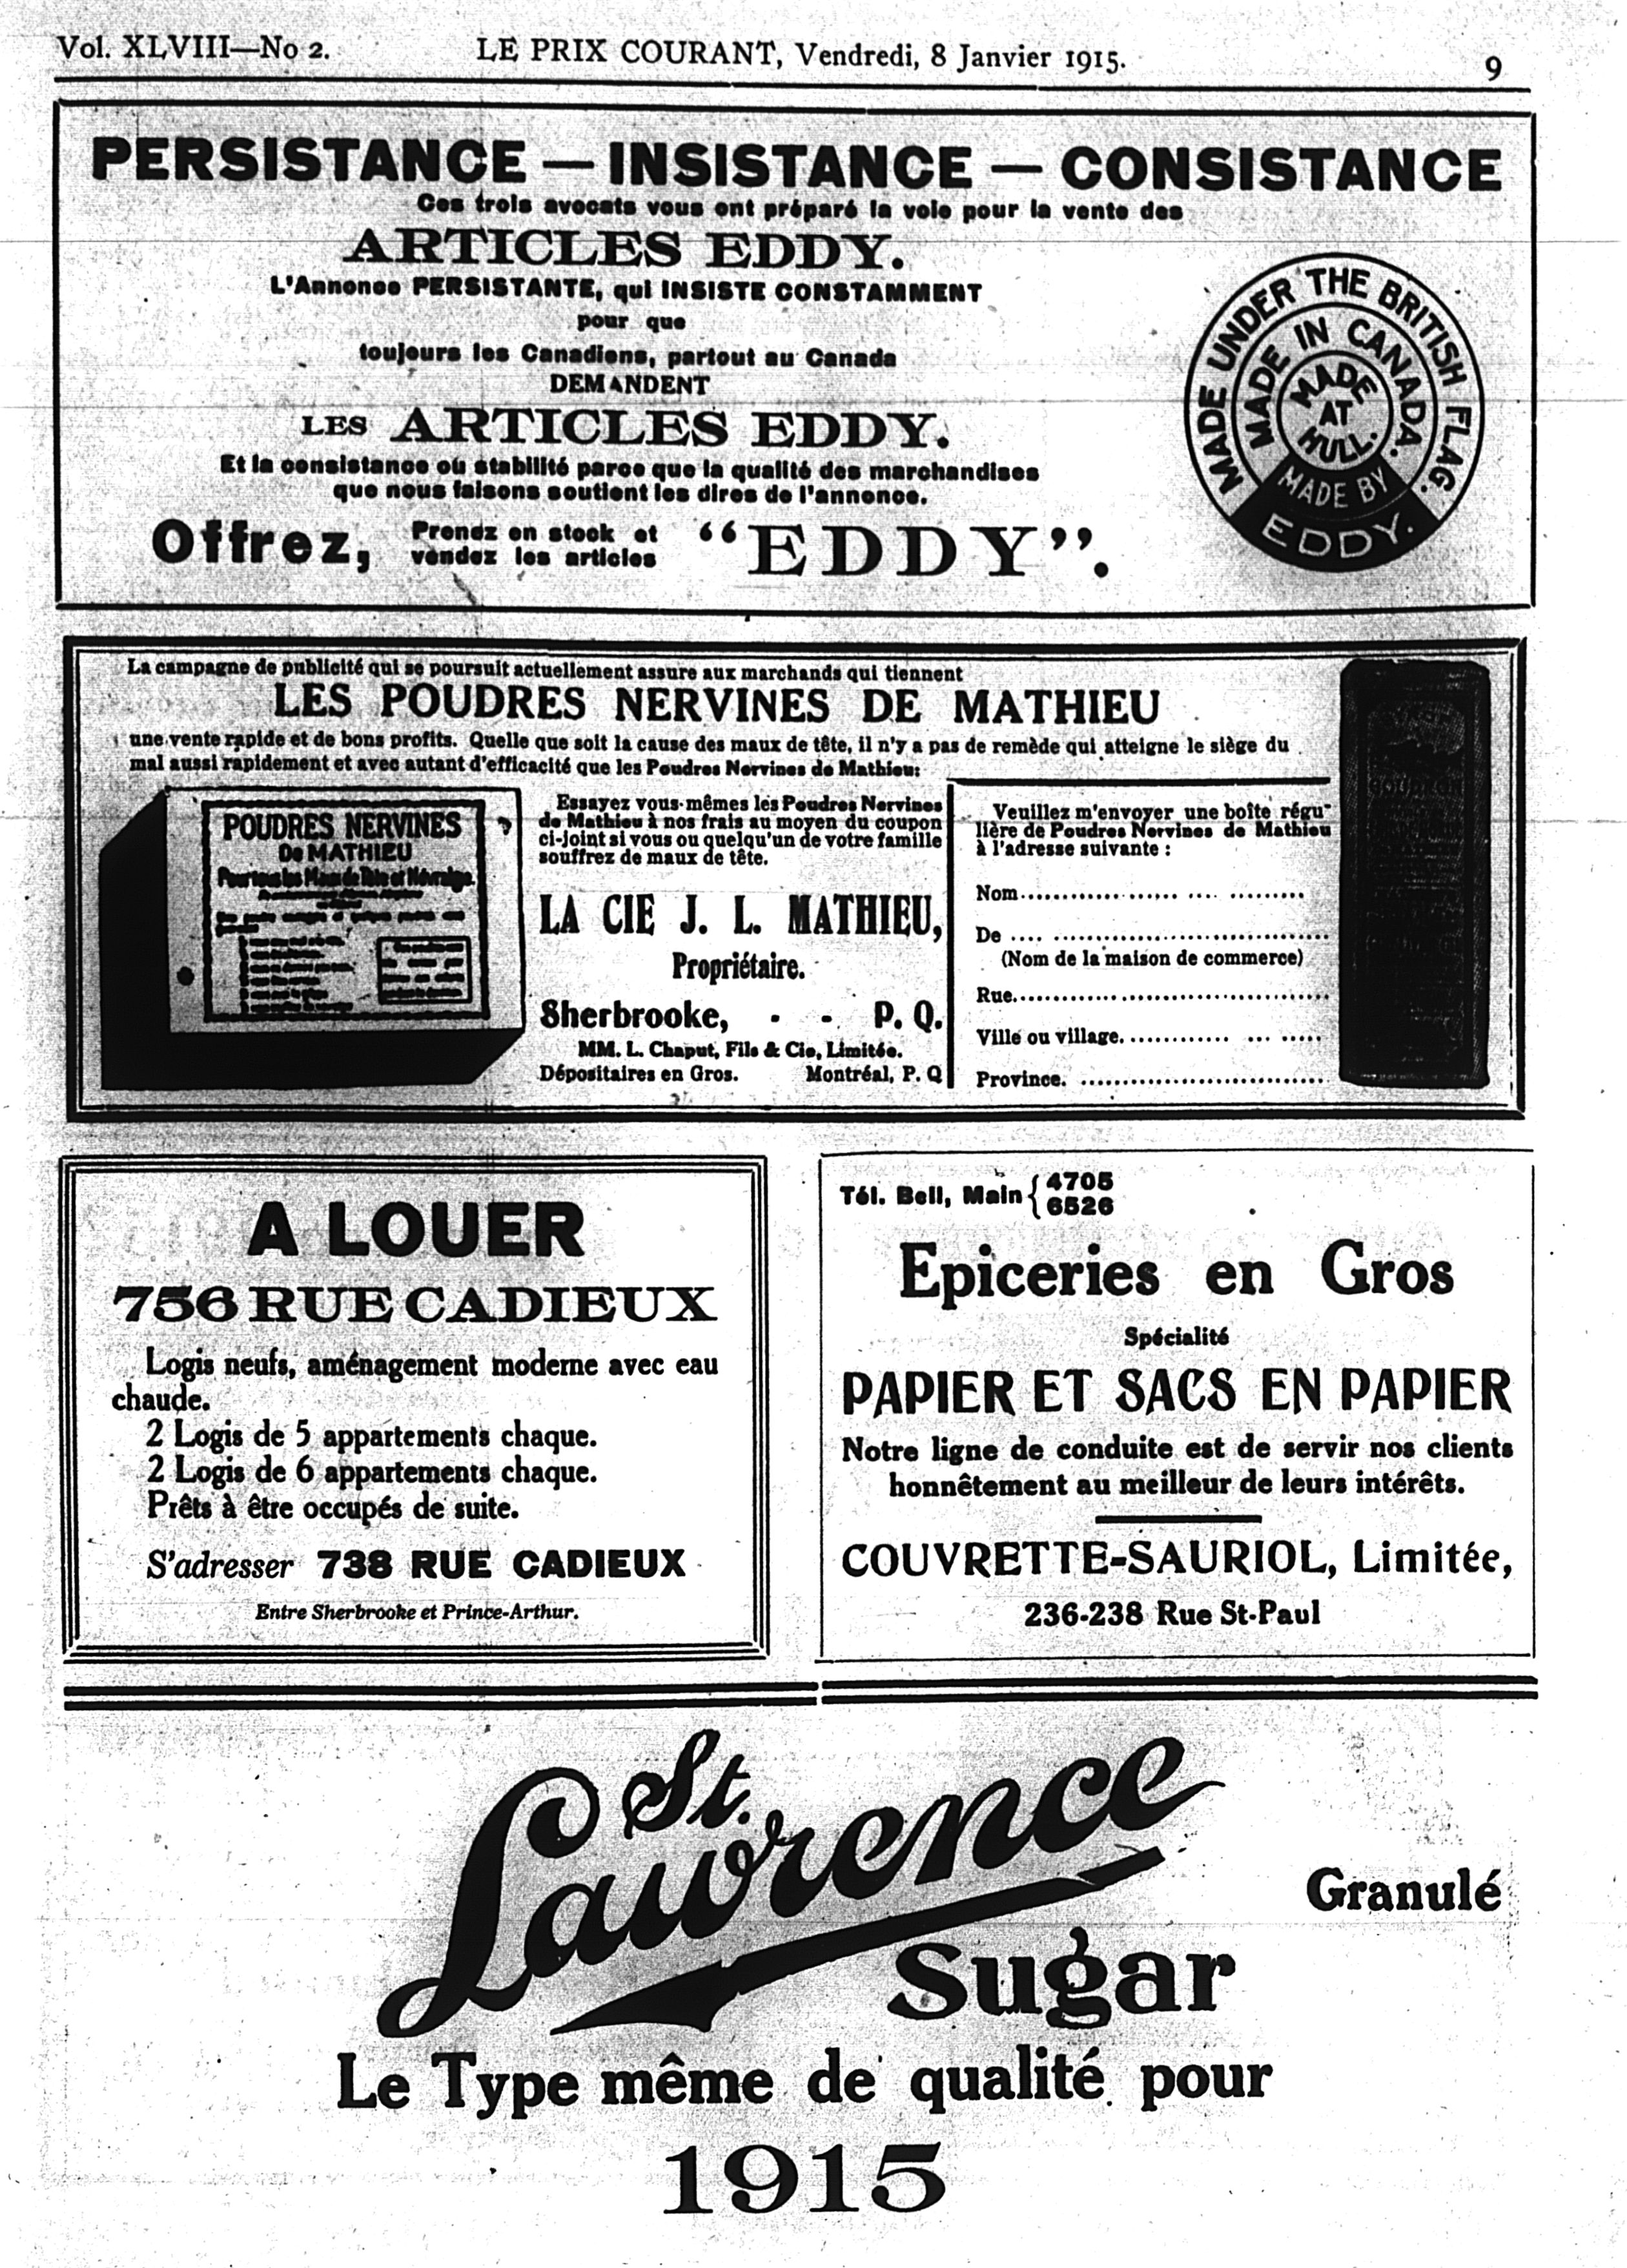 Vol. XLVIII—No 2.
LE PRIX COURANT, Vendredi, 8 Janvier 1915.
9
PERSISTANCE — INSISTANCE — CONSISTANCE
Ces trois avocats vous ont préparé la voie pour la vente des
ARTICLES EDDY.
L'Annonce PERSISTANTE, qui INSISTE CONSTAMMENT
pour que
toujours les Canadiens, partout au Canada
DEMANDENT
LES ARTICLES EDDY.
Et la consistance ou stabilité parce que la qualité des marchandises
que nous faisons soutient les dires de l'annonce.
Offrez, Prenez en stock et
vendez les articles
"EDDY".
MADE UNDER THE BRITISH FLAG.
MADE IN CANADA.
MADE
AT
HULL.
MADE BY
EDDY.
La campagne de publicité qui se poursuit actuellement assure aux marchands qui tiennent
LES POUDRES NERVINES DE MATHIEU
une vente rapide et de bons profits. Quelle que soit la cause des maux de tête, il n'y a pas de remède qui atteigne le siège du
mal aussi rapidement et avec autant d'efficacité que les Poudres Nervines de Mathieu:
POUDRES NERVINES
De MATHIEU
Essayez vous-mêmes les Poudres Nervines
de Mathieu à nos frais au moyen du coupon
ci-joint si vous ou quelqu'un de votre famille
souffrez de maux de tête.
LA CIE J. L. MATHIEU,
Propriétaire.
Sherbrooke, - - P. Q.
MM. L. Chaput, Fils & Cie, Limitée.
Dépositaires en Gros. Montréal, P. Q
Veuillez m'envoyer une boîte régu-
lière de Poudres Nervines de Mathieu
à l'adresse suivante :
Nom.............................
De ..............................
(Nom de la maison de commerce)
Rue..............................
Ville ou village. ....................
Province. .........................
A LOUER
756 RUE CADIEUX
Logis neufs, aménagement moderne avec eau
chaude.
2 Logis de 5 appartements chaque.
2 Logis de 6 appartements chaque.
Prêts à être occupés de suite.
S'adresser 738 RUE CADIEUX
Entre Sherbrooke et Prince-Arthur.
Tél. Bell, Main { 4705
6526
Epiceries en Gros
Spécialité
PAPIER ET SACS EN PAPIER
Notre ligne de conduite est de servir nos clients
honnêtement au meilleur de leurs intérêts.
COUVRETTE-SAURIOL, Limitée,
236-238 Rue St-Paul
St.
Lawrence
Sugar
Granulé
Le Type même de qualité pour
1915